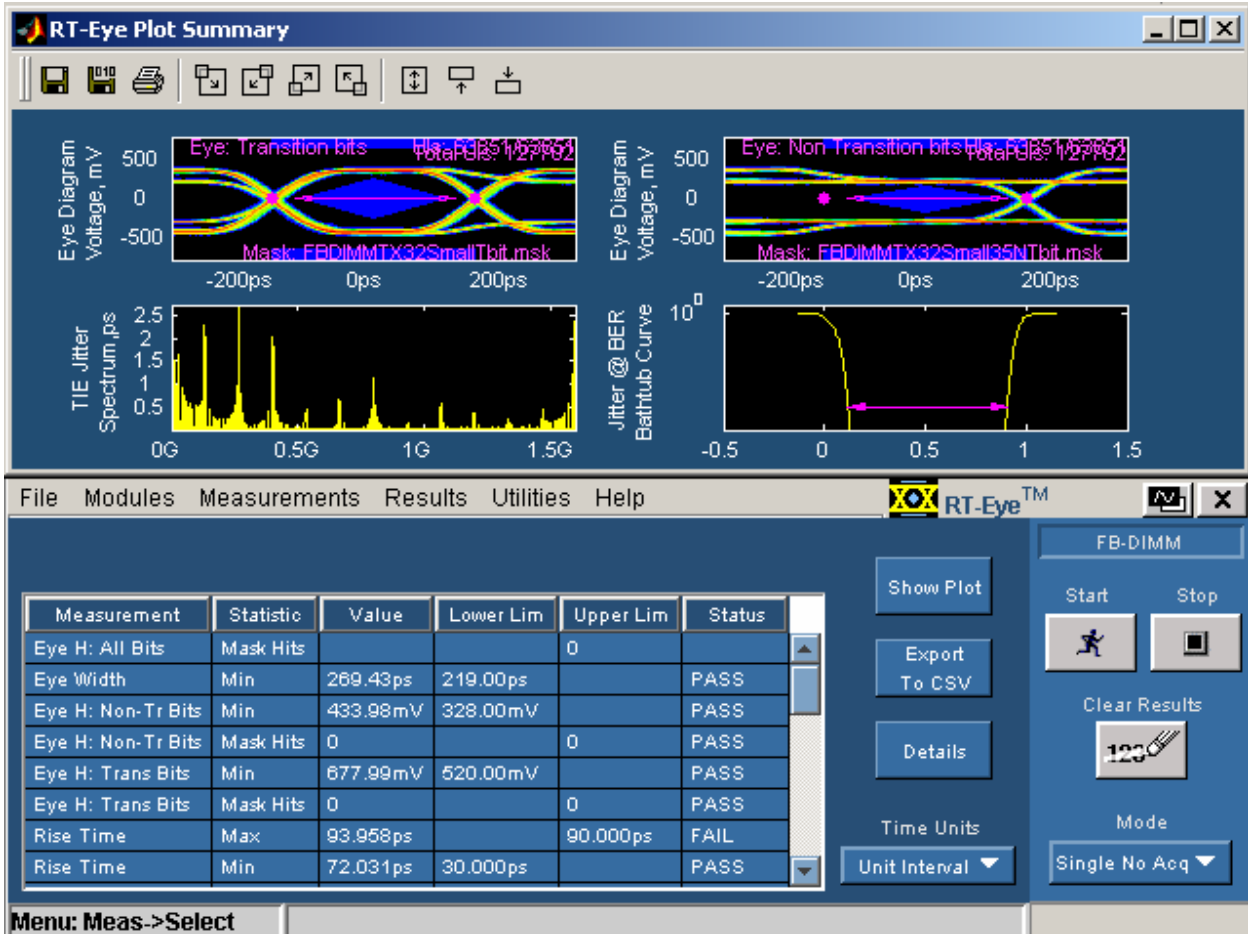 RT-Eye Plot Summary
Eye Diagram
Voltage, mV
500
0
-500
Eye: Transition bits
Mask: FBDIMMTX32SmallTbit.msk
-200ps 0ps 200ps
Eye Diagram
Voltage, mV
500
0
-500
Eye: Non Transition bits
Mask: FBDIMMTX32Small35NTbit.msk
-200ps 0ps 200ps
TIE Jitter
Spectrum,ps
2.5
2
1.5
1
0.5
0G 0.5G 1G 1.5G
Jitter @ BER
Bathtub Curve
10⁰
-0.5 0 0.5 1 1.5
File Modules Measurements Results Utilities Help
RT-Eye™
FB-DIMM
Measurement Statistic Value Lower Lim Upper Lim Status
Eye H: All Bits Mask Hits 0
Eye Width Min 269.43ps 219.00ps PASS
Eye H: Non-Tr Bits Min 433.98mV 328.00mV PASS
Eye H: Non-Tr Bits Mask Hits 0 0 PASS
Eye H: Trans Bits Min 677.99mV 520.00mV PASS
Eye H: Trans Bits Mask Hits 0 0 PASS
Rise Time Max 93.958ps 90.000ps FAIL
Rise Time Min 72.031ps 30.000ps PASS
Show Plot
Export
To CSV
Details
Time Units
Unit Interval
Start Stop
Clear Results
123
Mode
Single No Acq
Menu: Meas->Select